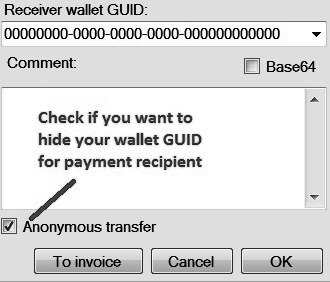 Receiver wallet GUID:
00000000-0000-0000-0000-000000000000
Comment:
Base64
Check if you want to
hide your wallet GUID
for payment recipient
Anonymous transfer
To invoice
Cancel
OK